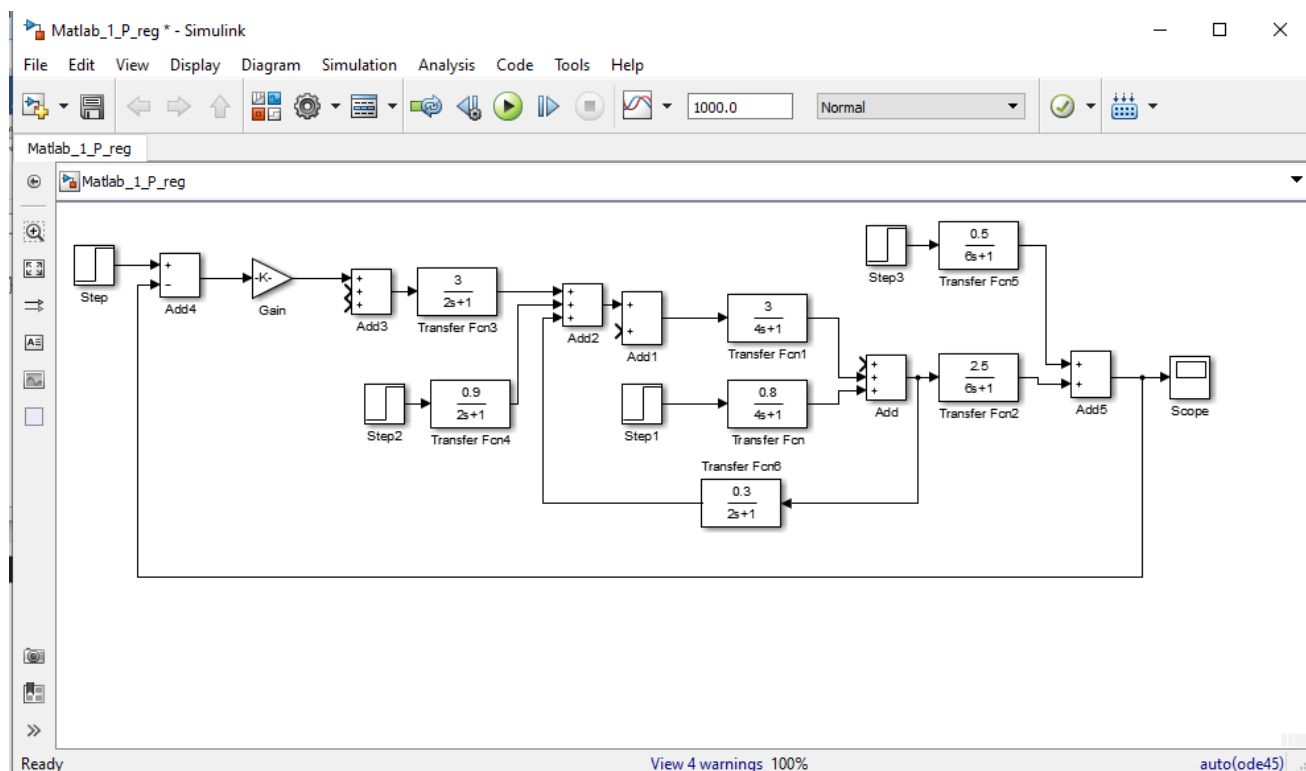 Matlab_1_P_reg * - Simulink
File Edit View Display Diagram Simulation Analysis Code Tools Help
1000.0 Normal
Matlab_1_P_reg
Matlab_1_P_reg
Step
+
−
Add4
-K-
Gain
+
+
+
Add3
3
2s+1
Transfer Fcn3
Step2
0.9
2s+1
Transfer Fcn4
+
+
+
Add2
+
+
Add1
3
4s+1
Transfer Fcn1
Step1
0.8
4s+1
Transfer Fcn
+
+
+
Add
Step3
0.5
6s+1
Transfer Fcn5
2.5
6s+1
Transfer Fcn2
+
+
Add5
Scope
Transfer Fcn6
0.3
2s+1
Ready View 4 warnings 100% auto(ode45)